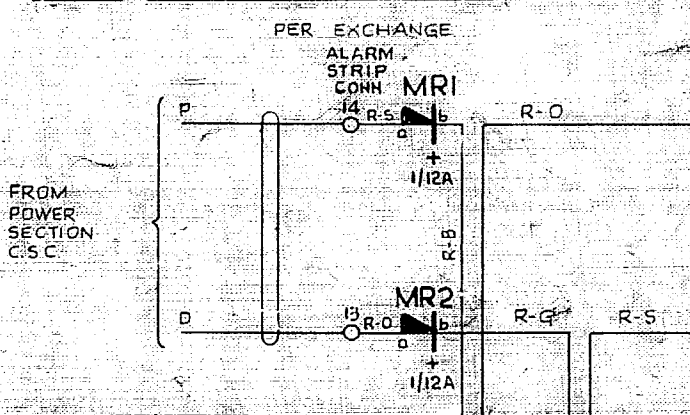 PER EXCHANGE
ALARM
STRIP
CONN
MR1
P
14
R-S
a
b
R-O
+
1/12A
FROM
POWER
SECTION
C.S.C.
R-B
MR2
D
13
R-O
a
b
R-G
R-S
+
1/12A